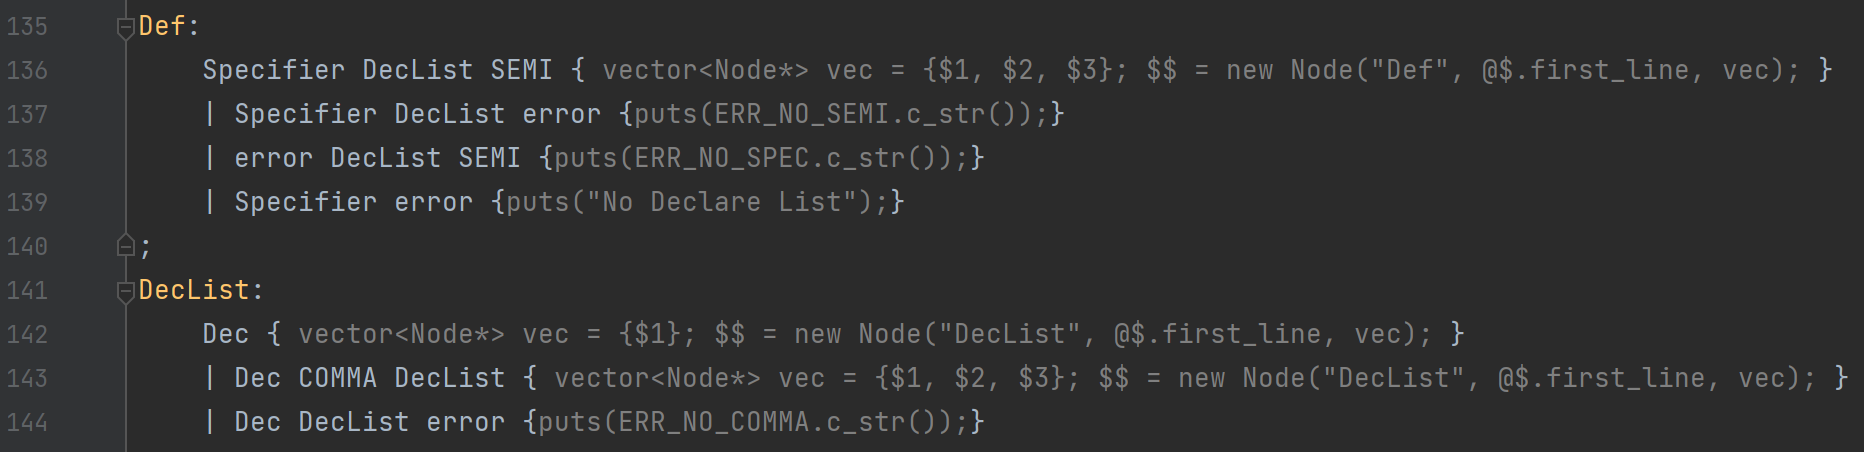 135 Def:
136 Specifier DecList SEMI { vector<Node*> vec = {$1, $2, $3}; $$ = new Node("Def", @$.first_line, vec); }
137 | Specifier DecList error {puts(ERR_NO_SEMI.c_str());}
138 | error DecList SEMI {puts(ERR_NO_SPEC.c_str());}
139 | Specifier error {puts("No Declare List");}
140 ;
141 DecList:
142 Dec { vector<Node*> vec = {$1}; $$ = new Node("DecList", @$.first_line, vec); }
143 | Dec COMMA DecList { vector<Node*> vec = {$1, $2, $3}; $$ = new Node("DecList", @$.first_line, vec); }
144 | Dec DecList error {puts(ERR_NO_COMMA.c_str());}